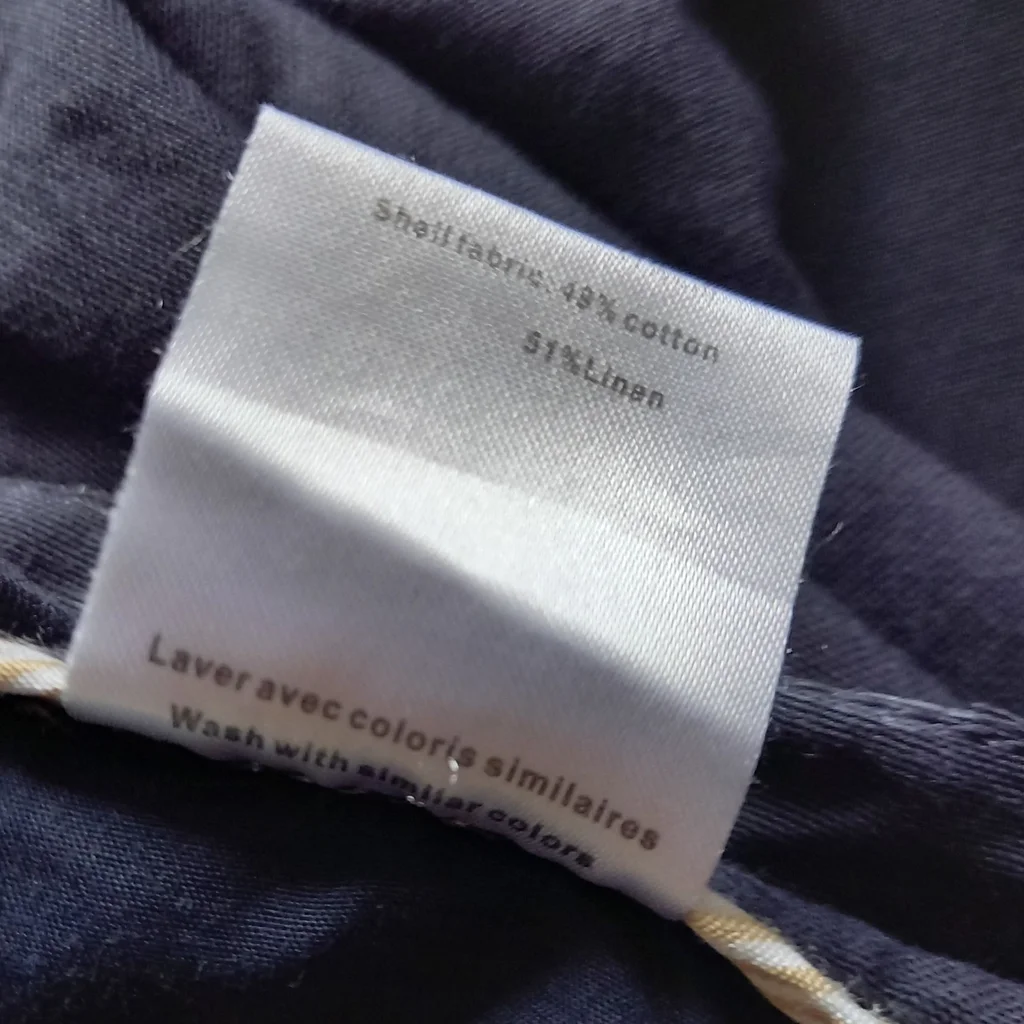 Shell fabric: 49% cotton
51%Linen
Laver avec coloris similaires
Wash with similar colors